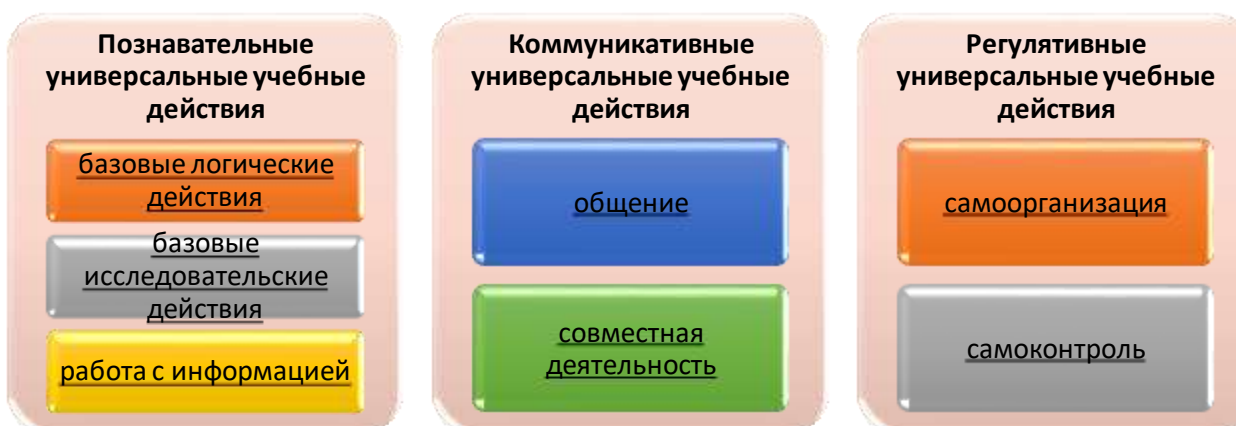 Познавательные
универсальные учебные
действия
базовые логические
действия
базовые
исследовательские
действия
работа с информацией
Коммуникативные
универсальные учебные
действия
общение
совместная
деятельность
Регулятивные
универсальные учебные
действия
самоорганизация
самоконтроль